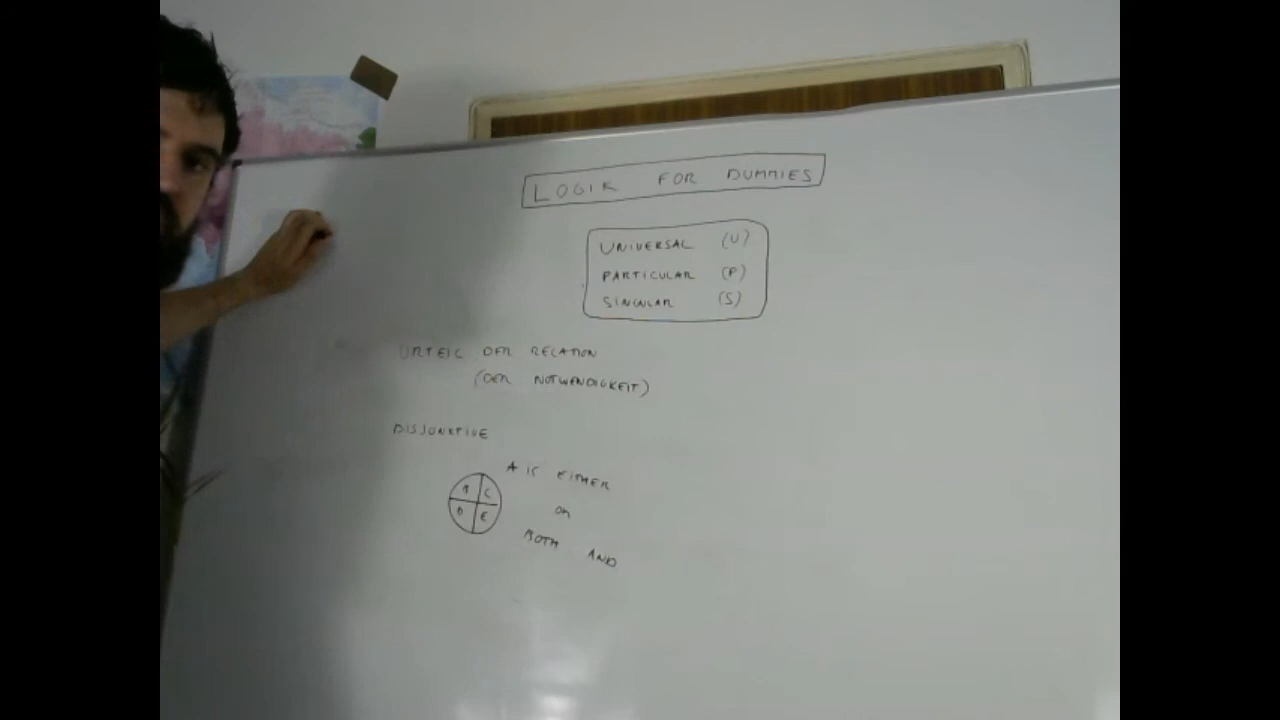 LOGIK FOR DUMMIES
UNIVERSAL (U)
PARTICULAR (P)
SINGULAR (S)
URTEIL DER RELATION
(DER NOTWENDIGKEIT)
DISJUNKTIVE
A IS EITHER
B C
D E
OR
BOTH AND